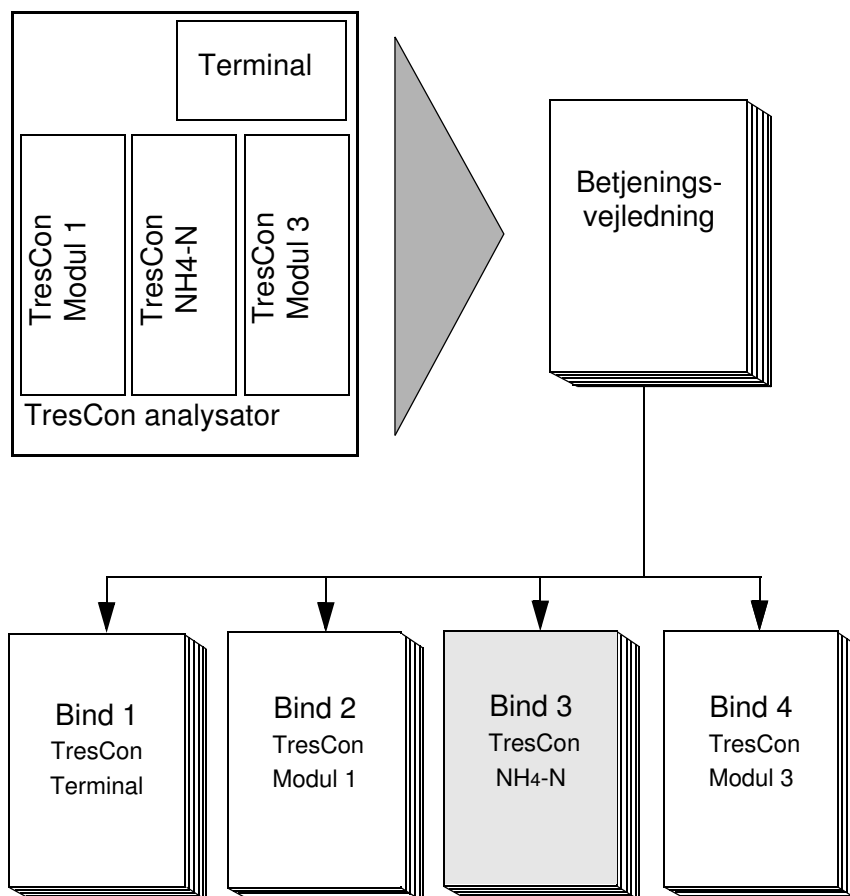 Terminal
TresCon
Modul 1
TresCon
NH4-N
TresCon
Modul 3
TresCon analysator
Betjenings-
vejledning
Bind 1
TresCon
Terminal
Bind 2
TresCon
Modul 1
Bind 3
TresCon
NH4-N
Bind 4
TresCon
Modul 3